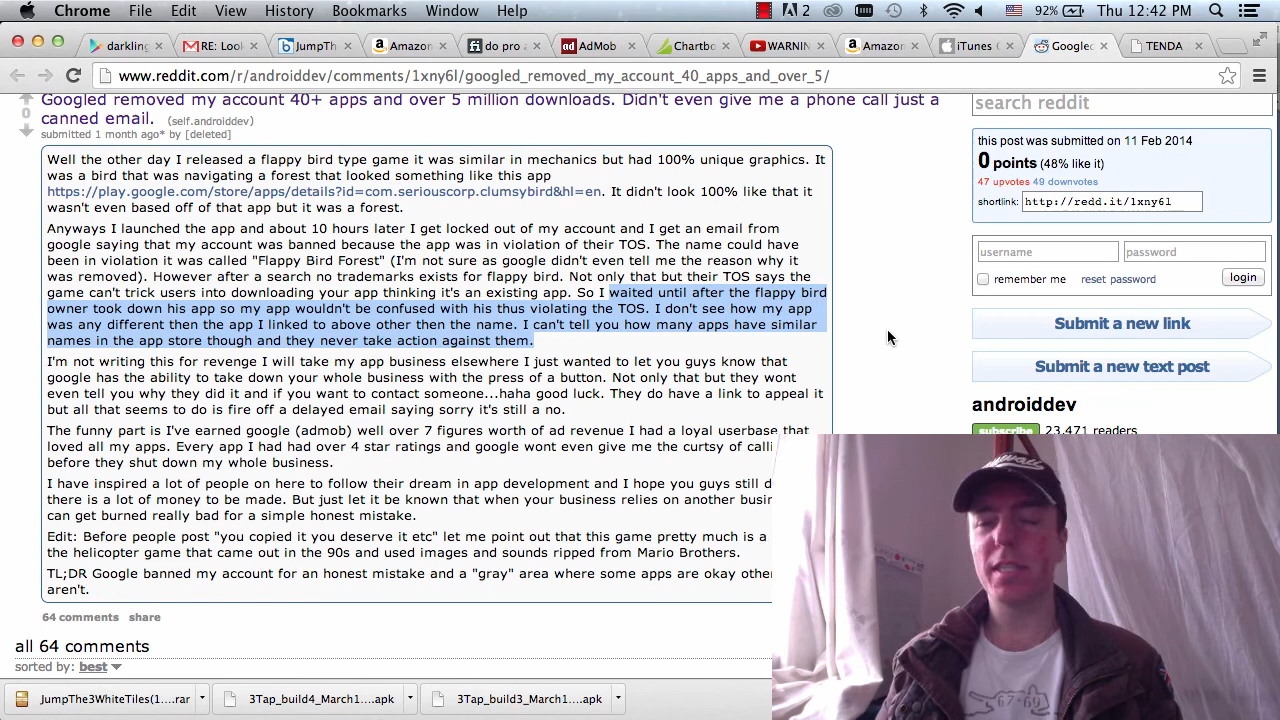 Chrome File Edit View History Bookmarks Window Help 2 92% Thu 12:42 PM
darkling RE: Loo JumpTh Amazon do pro a AdMob Chartbo WARNIN Amazon iTunes C Googled TENDA
www.reddit.com/r/androiddev/comments/1xny6l/googled_removed_my_account_40_apps_and_over_5/
Googled removed my account 40+ apps and over 5 million downloads. Didn't even give me a phone call just a
canned email. (self.androiddev)
0
submitted 1 month ago* by [deleted]
Well the other day I released a flappy bird type game it was similar in mechanics but had 100% unique graphics. It
was a bird that was navigating a forest that looked something like this app
https://play.google.com/store/apps/details?id=com.seriouscorp.clumsybird&hl=en. It didn't look 100% like that it
wasn't even based off of that app but it was a forest.
Anyways I launched the app and about 10 hours later I get locked out of my account and I get an email from
google saying that my account was banned because the app was in violation of their TOS. The name could have
been in violation it was called "Flappy Bird Forest" (I'm not sure as google didn't even tell me the reason why it
was removed). However after a search no trademarks exists for flappy bird. Not only that but their TOS says the
game can't trick users into downloading your app thinking it's an existing app. So I waited until after the flappy bird
owner took down his app so my app wouldn't be confused with his thus violating the TOS. I don't see how my app
was any different then the app I linked to above other then the name. I can't tell you how many apps have similar
names in the app store though and they never take action against them.
I'm not writing this for revenge I will take my app business elsewhere I just wanted to let you guys know that
google has the ability to take down your whole business with the press of a button. Not only that but they wont
even tell you why they did it and if you want to contact someone...haha good luck. They do have a link to appeal it
but all that seems to do is fire off a delayed email saying sorry it's still a no.
The funny part is I've earned google (admob) well over 7 figures worth of ad revenue I had a loyal userbase that
loved all my apps. Every app I had had over 4 star ratings and google wont even give me the curtsy of calli
before they shut down my whole business.
I have inspired a lot of people on he to follow their dream in app development and I hope you guys still d
there is a lot of money to be made. But just let it be known that when your business relies on another busin
can get burned really bad for a simple honest mistake.
Edit: Before people post "you copied it you deserve it etc" let me point out that this game pretty much is a
the helicopter game that came out in the 90s and used images and sounds ripped from Mario Brothers.
TL;DR Google banned my account for an honest mistake and a "gray" area where some apps are okay othe
aren't.
64 comments share
all 64 comments
sorted by: best
search reddit
this post was submitted on 11 Feb 2014
0 points (48% like it)
47 upvotes 49 downvotes
shortlink: http://redd.it/1xny6l
username password
remember me reset password login
Submit a new link
Submit a new text post
androiddev
subscribe 23,471 readers
JumpThe3WhiteTiles(1....rar 3Tap_build4_March1....apk 3Tap_build3_March1....apk
67-69